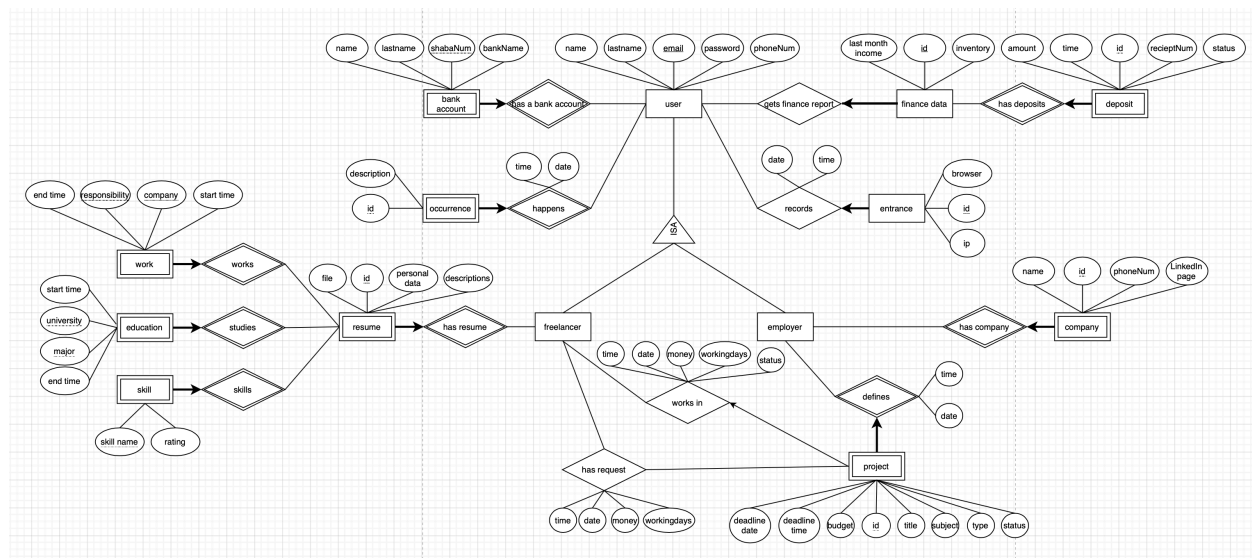 name
lastname
shabaNum
bankName
name
lastname
email
password
phoneNum
last month
income
id
inventory
amount
time
id
recieptNum
status
bank
account
has a bank account
user
gets finance report
finance data
has deposits
deposit
description
time
date
date
time
browser
id
occurrence
happens
records
entrance
id
ip
end time
responsibility
company
start time
ISA
work
works
file
id
personal
data
descriptions
name
id
phoneNum
LinkedIn
page
start time
university
education
studies
resume
has resume
freelancer
employer
has company
company
major
end time
time
date
money
workingdays
status
skill
skills
works in
defines
time
date
skill name
rating
has request
project
time
date
money
workingdays
deadline
date
deadline
time
budget
id
title
subject
type
status